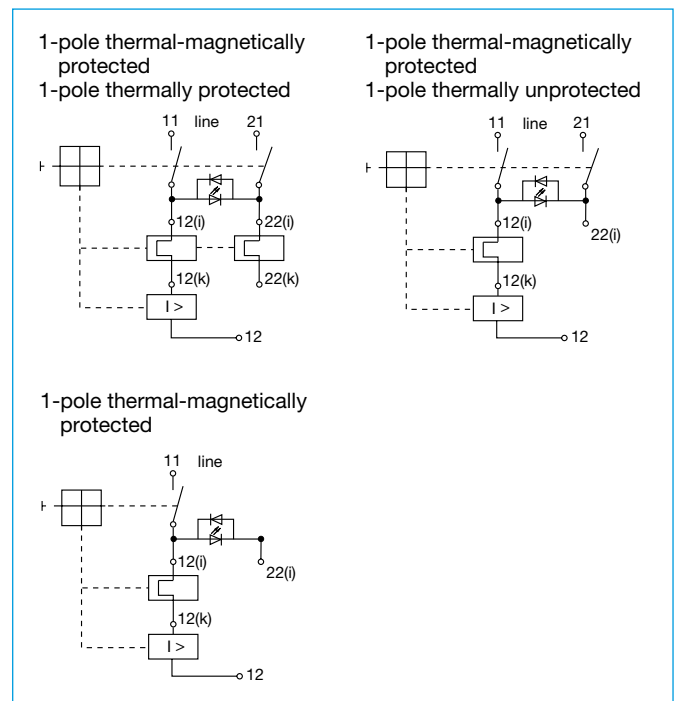 1-pole thermal-magnetically
protected
1-pole thermally protected
11 line 21
12(i) 22(i)
12(k) 22(k)
I >
12
1-pole thermal-magnetically
protected
1-pole thermally unprotected
11 line 21
12(i)
22(i)
12(k)
I >
12
1-pole thermal-magnetically
protected
11 line
12(i)
22(i)
12(k)
I >
12